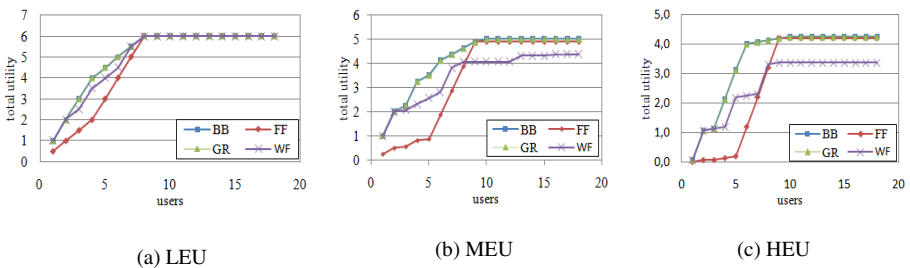 total utility
7
6
5
4
3
2
1
0
BB FF
GR WF
0 5 10 15 20
users
(a) LEU
total utility
6
5
4
3
2
1
0
BB FF
GR WF
0 5 10 15 20
users
(b) MEU
total utility
5,0
4,0
3,0
2,0
1,0
0,0
BB FF
GR WF
0 5 10 15 20
users
(c) HEU